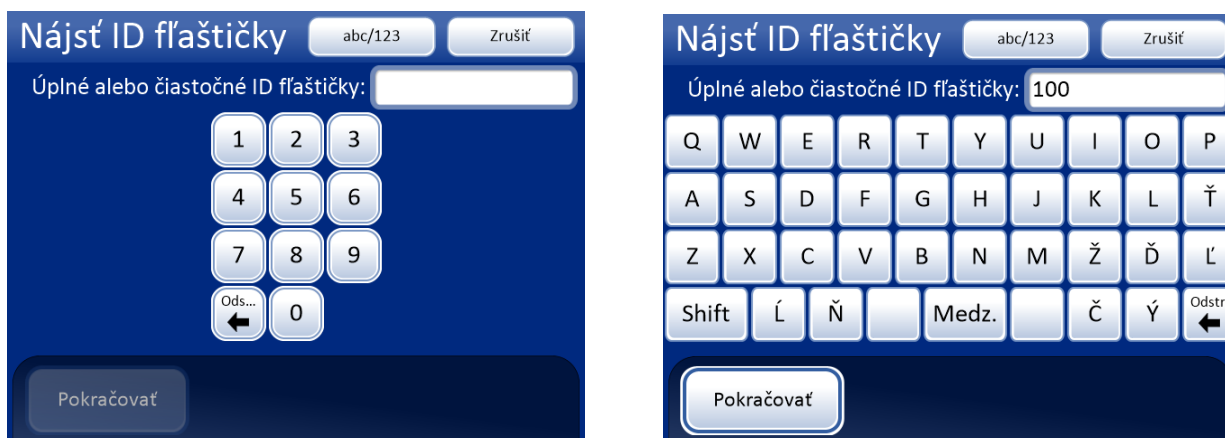 Nájsť ID fľaštičky abc/123 Zrušiť
Úplné alebo čiastočné ID fľaštičky:
1 2 3
4 5 6
7 8 9
Ods... 0
Pokračovať
Nájsť ID fľaštičky abc/123 Zrušiť
Úplné alebo čiastočné ID fľaštičky: 100
Q W E R T Y U I O P
A S D F G H J K L Ť
Z X C V B N M Ž Ď Ľ
Shift Ĺ Ň Medz. Č Ý Odstr
Pokračovať